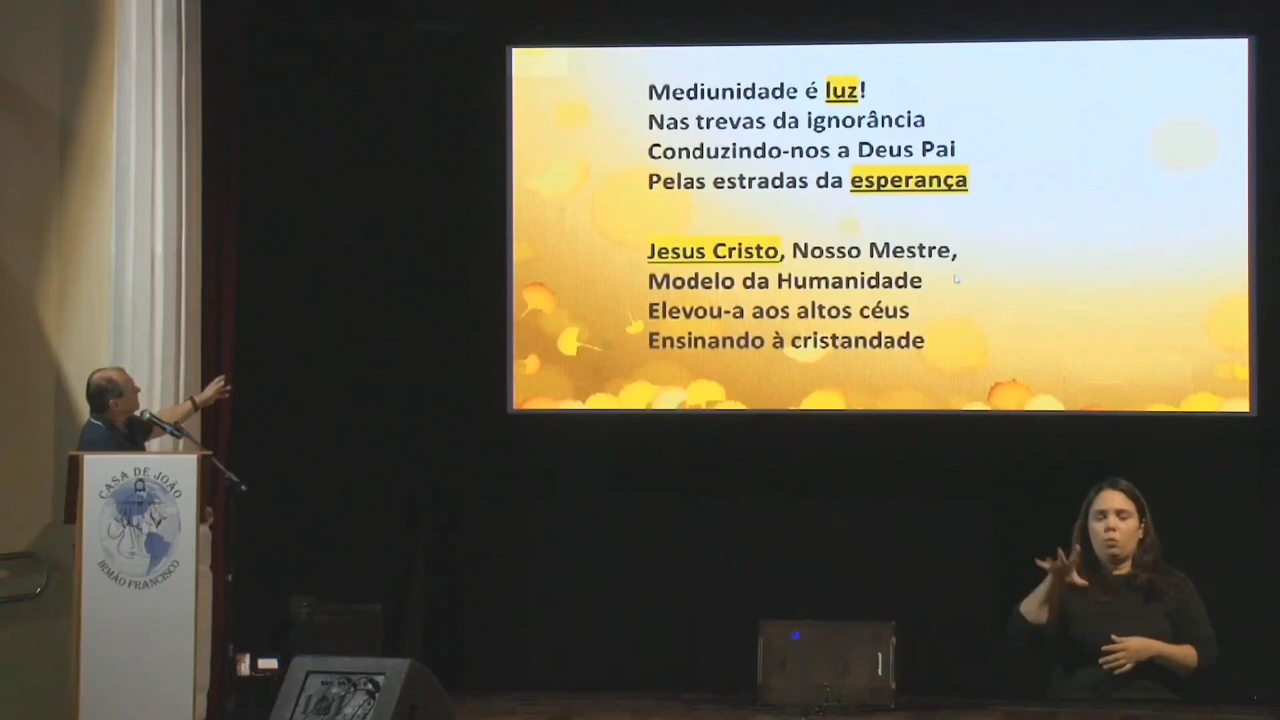 Mediunidade é luz!
Nas trevas da ignorância
Conduzindo-nos a Deus Pai
Pelas estradas da esperança
Jesus Cristo, Nosso Mestre,
Modelo da Humanidade
Elevou-a aos altos céus
Ensinando à cristandade
CASA DE JOÃO
IRMÃO FRANCISCO